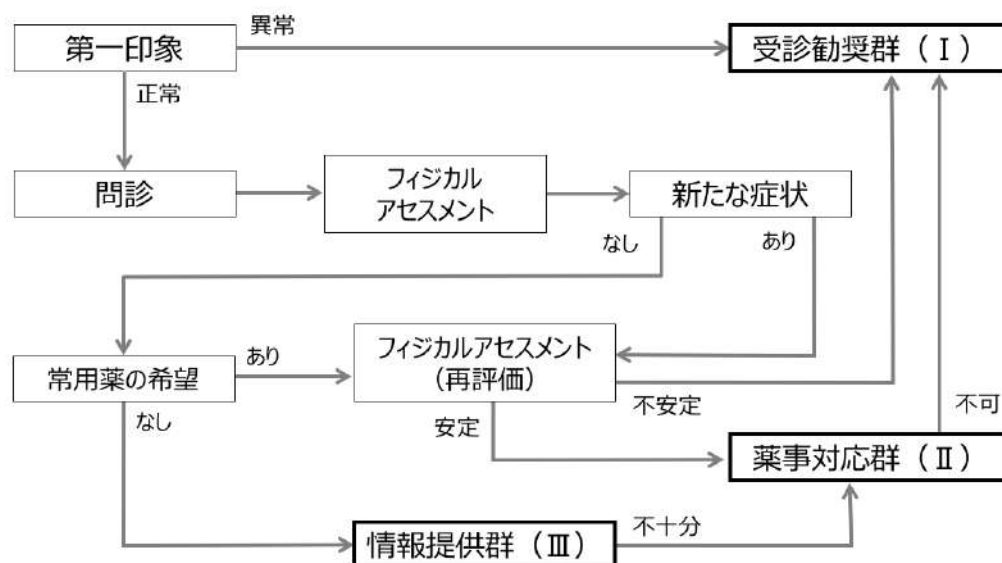 第一印象
異常
受診勧奨群（Ⅰ）
正常
問診
フィジカル
アセスメント
新たな症状
なし
あり
常用薬の希望
あり
フィジカルアセスメント
（再評価）
なし
安定
不安定
不可
薬事対応群（Ⅱ）
情報提供群（Ⅲ）
不十分